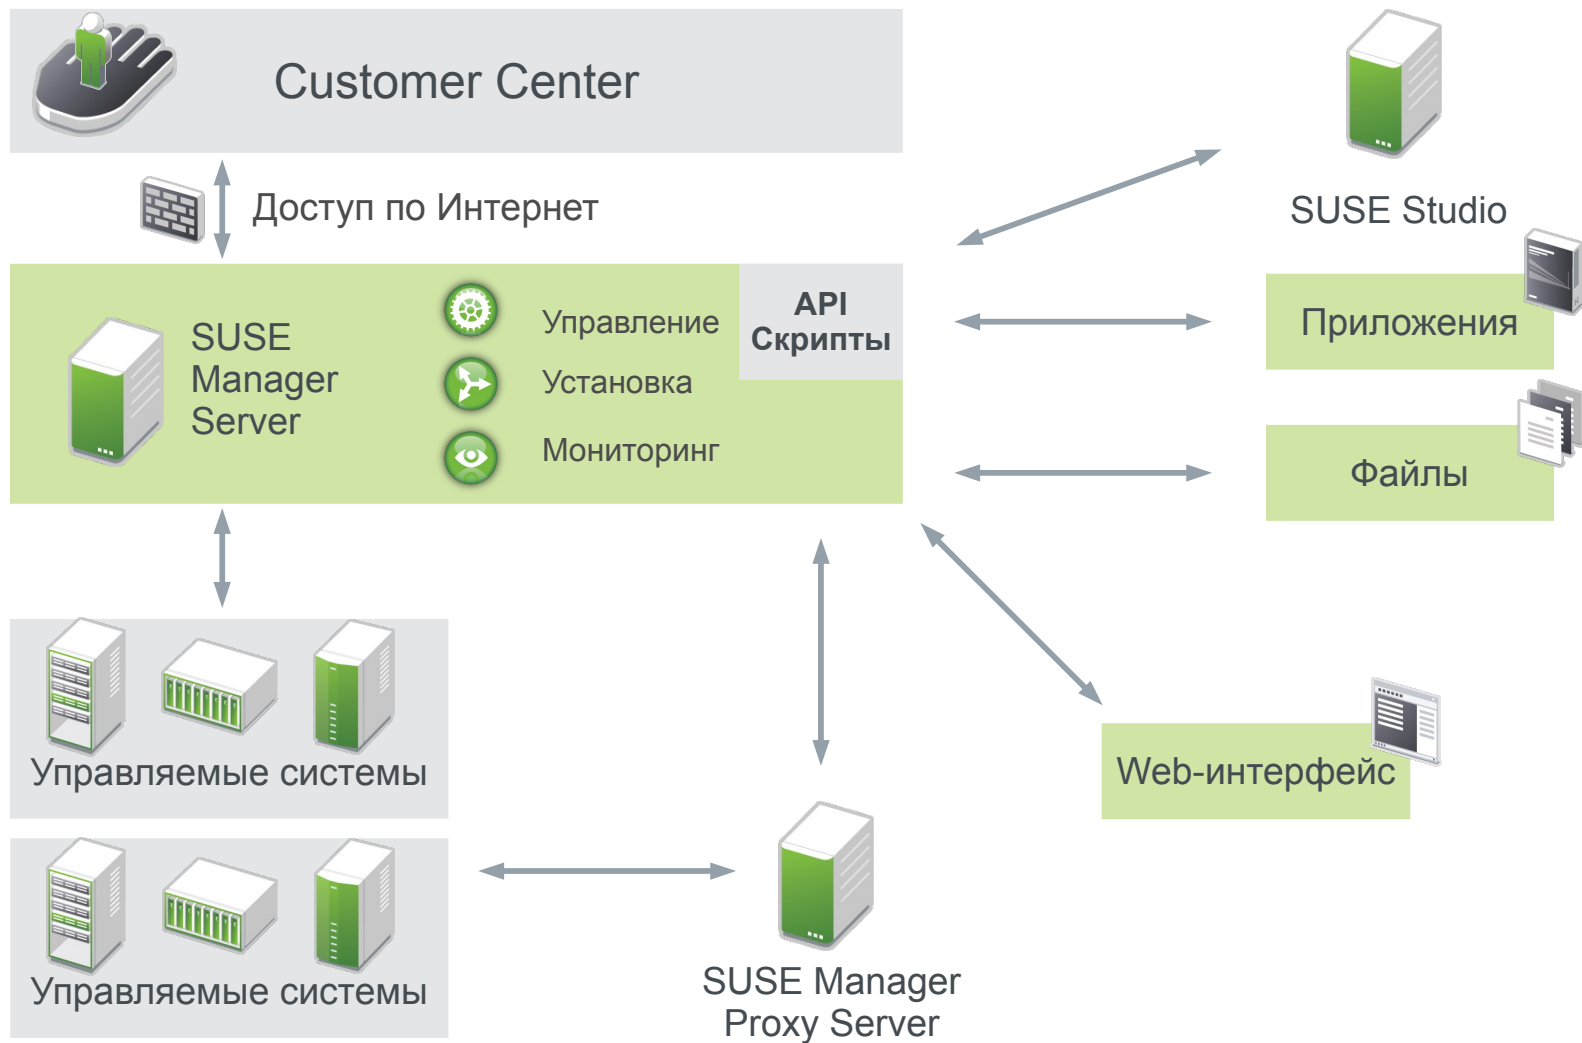 Customer Center
Доступ по Интернет
SUSE Studio
SUSE
Manager
Server
Управление
Установка
Мониторинг
API
Скрипты
Приложения
Файлы
Управляемые системы
Web-интерфейс
Управляемые системы
SUSE Manager
Proxy Server